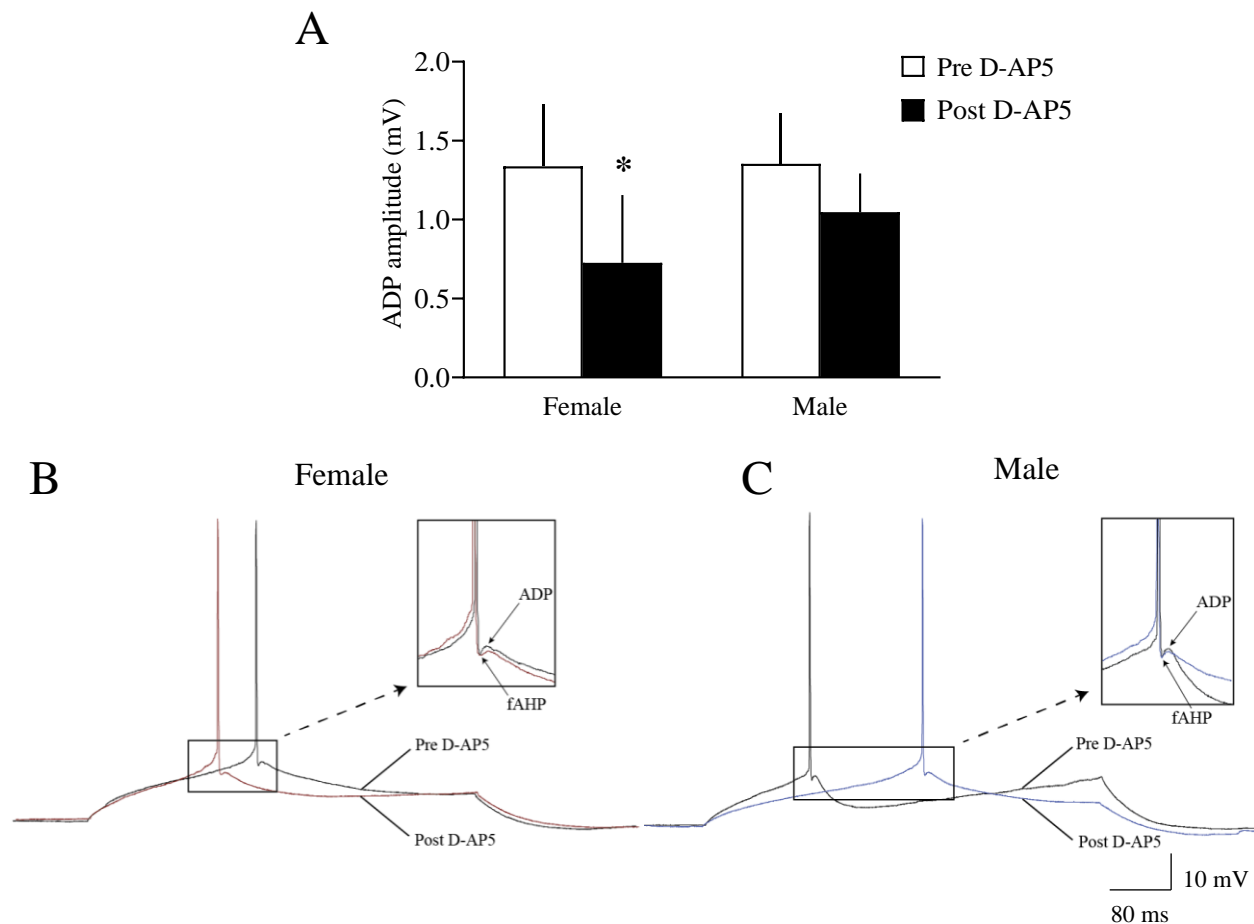 A
2.0
1.5
1.0
0.5
0.0
ADP amplitude (mV)
Pre D-AP5
Post D-AP5
*
Female
Male
B
Female
ADP
fAHP
Pre D-AP5
Post D-AP5
C
Male
ADP
fAHP
Pre D-AP5
Post D-AP5
10 mV
80 ms